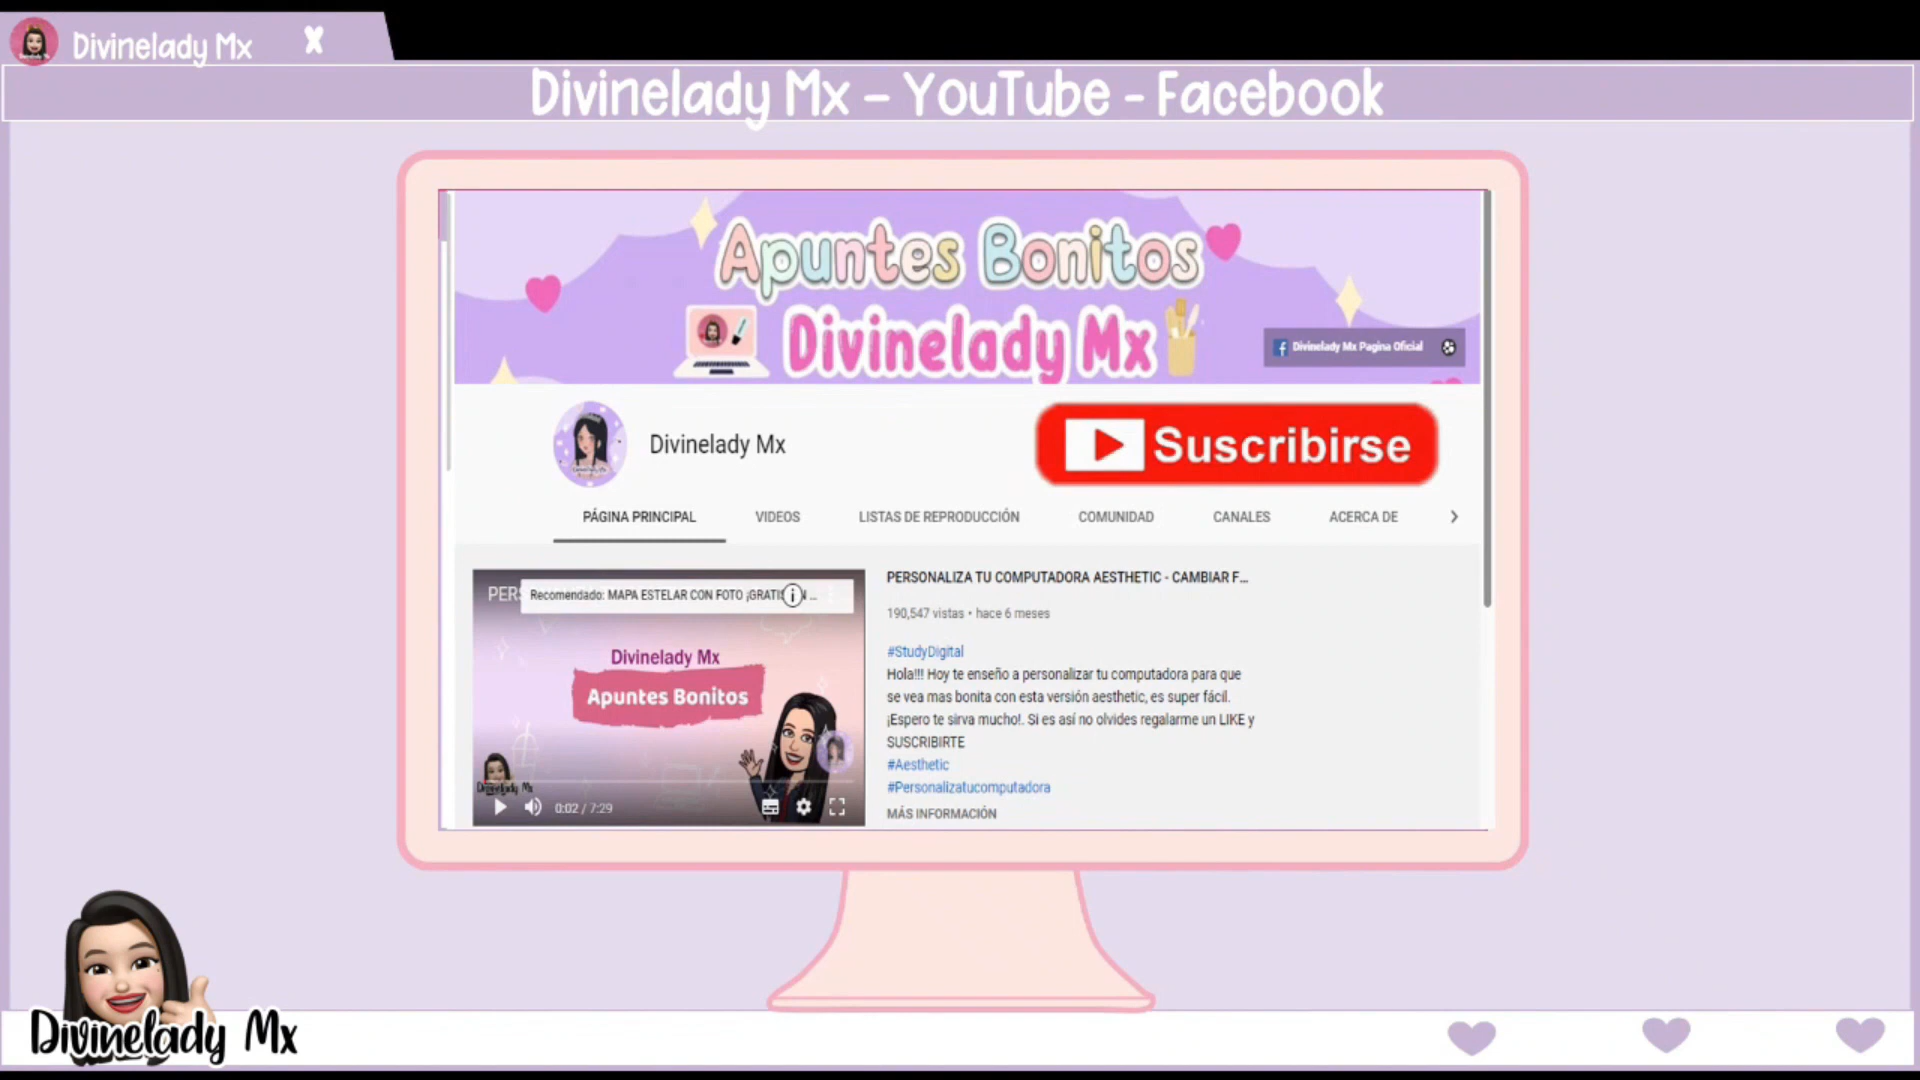 Divinelady Mx X
Divinelady Mx – YouTube - Facebook
Apuntes Bonitos
Divinelady Mx
f Divinelady Mx Pagina Oficial
Divinelady Mx
Suscribirse
PÁGINA PRINCIPAL VIDEOS LISTAS DE REPRODUCCIÓN COMUNIDAD CANALES ACERCA DE
PERS
Recomendado: MAPA ESTELAR CON FOTO ¡GRATIS
Divinelady Mx
Apuntes Bonitos
Divinelady Mx
0:02 / 7:29
PERSONALIZA TU COMPUTADORA AESTHETIC - CAMBIAR F...
190,547 vistas • hace 6 meses
#StudyDigital
Hola!!! Hoy te enseño a personalizar tu computadora para que
se vea mas bonita con esta versión aesthetic, es super fácil.
¡Espero te sirva mucho!. Si es así no olvides regalarme un LIKE y
SUSCRIBIRTE
#Aesthetic
#Personalizatucomputadora
MÁS INFORMACIÓN
Divinelady Mx